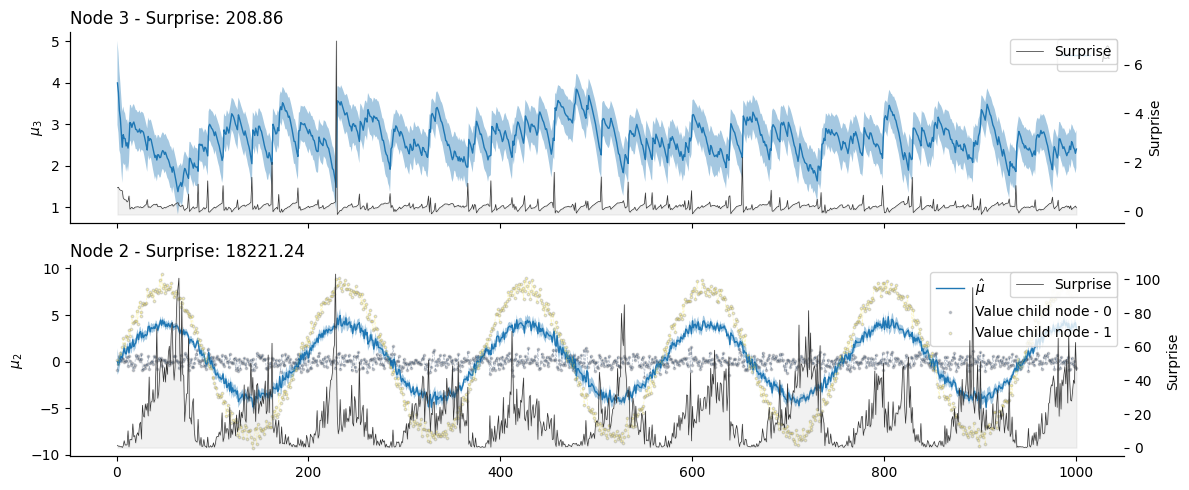 Node 3 - Surprise: 208.86
5
4
3
2
1
μ3
Surprise
6
4
2
0
Surprise
Node 2 - Surprise: 18221.24
10
5
0
−5
−10
μ2
μ̂
Value child node - 0
Value child node - 1
Surprise
100
80
60
40
20
0
Surprise
0
200
400
600
800
1000